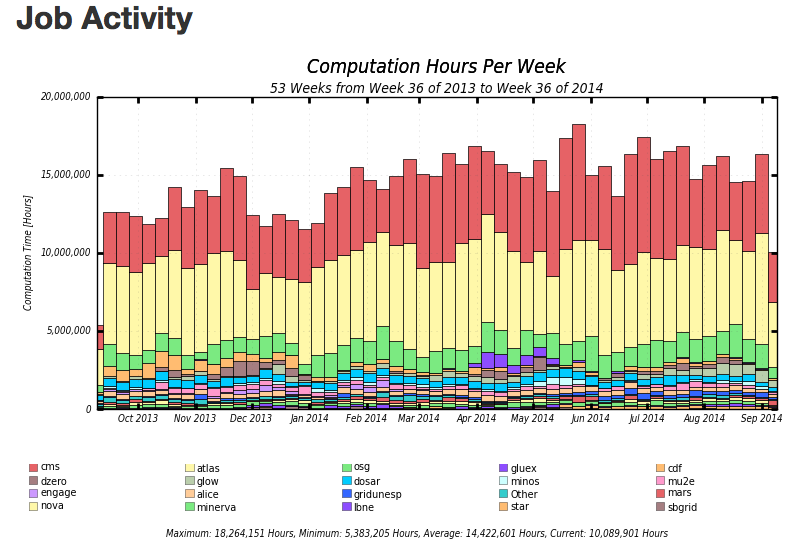 Job Activity
Computation Hours Per Week
53 Weeks from Week 36 of 2013 to Week 36 of 2014
20,000,000
15,000,000
10,000,000
5,000,000
0
Computation Time [Hours]
Oct 2013 Nov 2013 Dec 2013 Jan 2014 Feb 2014 Mar 2014 Apr 2014 May 2014 Jun 2014 Jul 2014 Aug 2014 Sep 2014
cms atlas osg gluex cdf
dzero glow dosar minos mu2e
engage alice gridunesp Other mars
nova minerva lbne star sbgrid
Maximum: 18,264,151 Hours, Minimum: 5,383,205 Hours, Average: 14,422,601 Hours, Current: 10,089,901 Hours